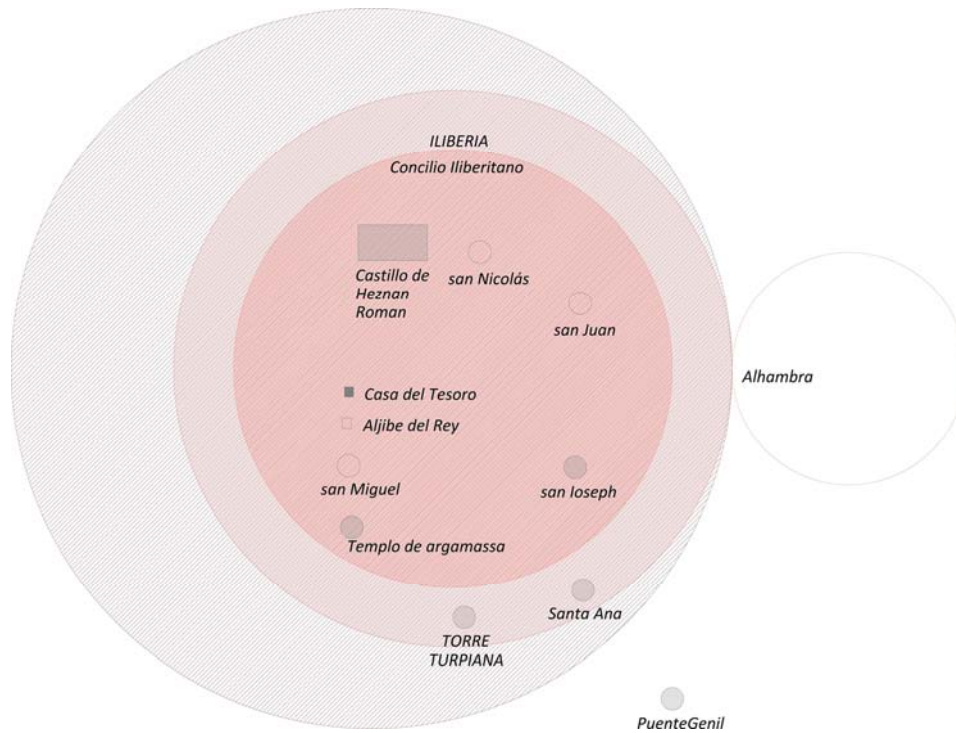 ILIBERIA
Concilio Iliberitano
Castillo de
Heznan
Roman
san Nicolás
san Juan
Alhambra
Casa del Tesoro
Aljibe del Rey
san Miguel
san Ioseph
Templo de argamassa
Santa Ana
TORRE
TURPIANA
PuenteGenil